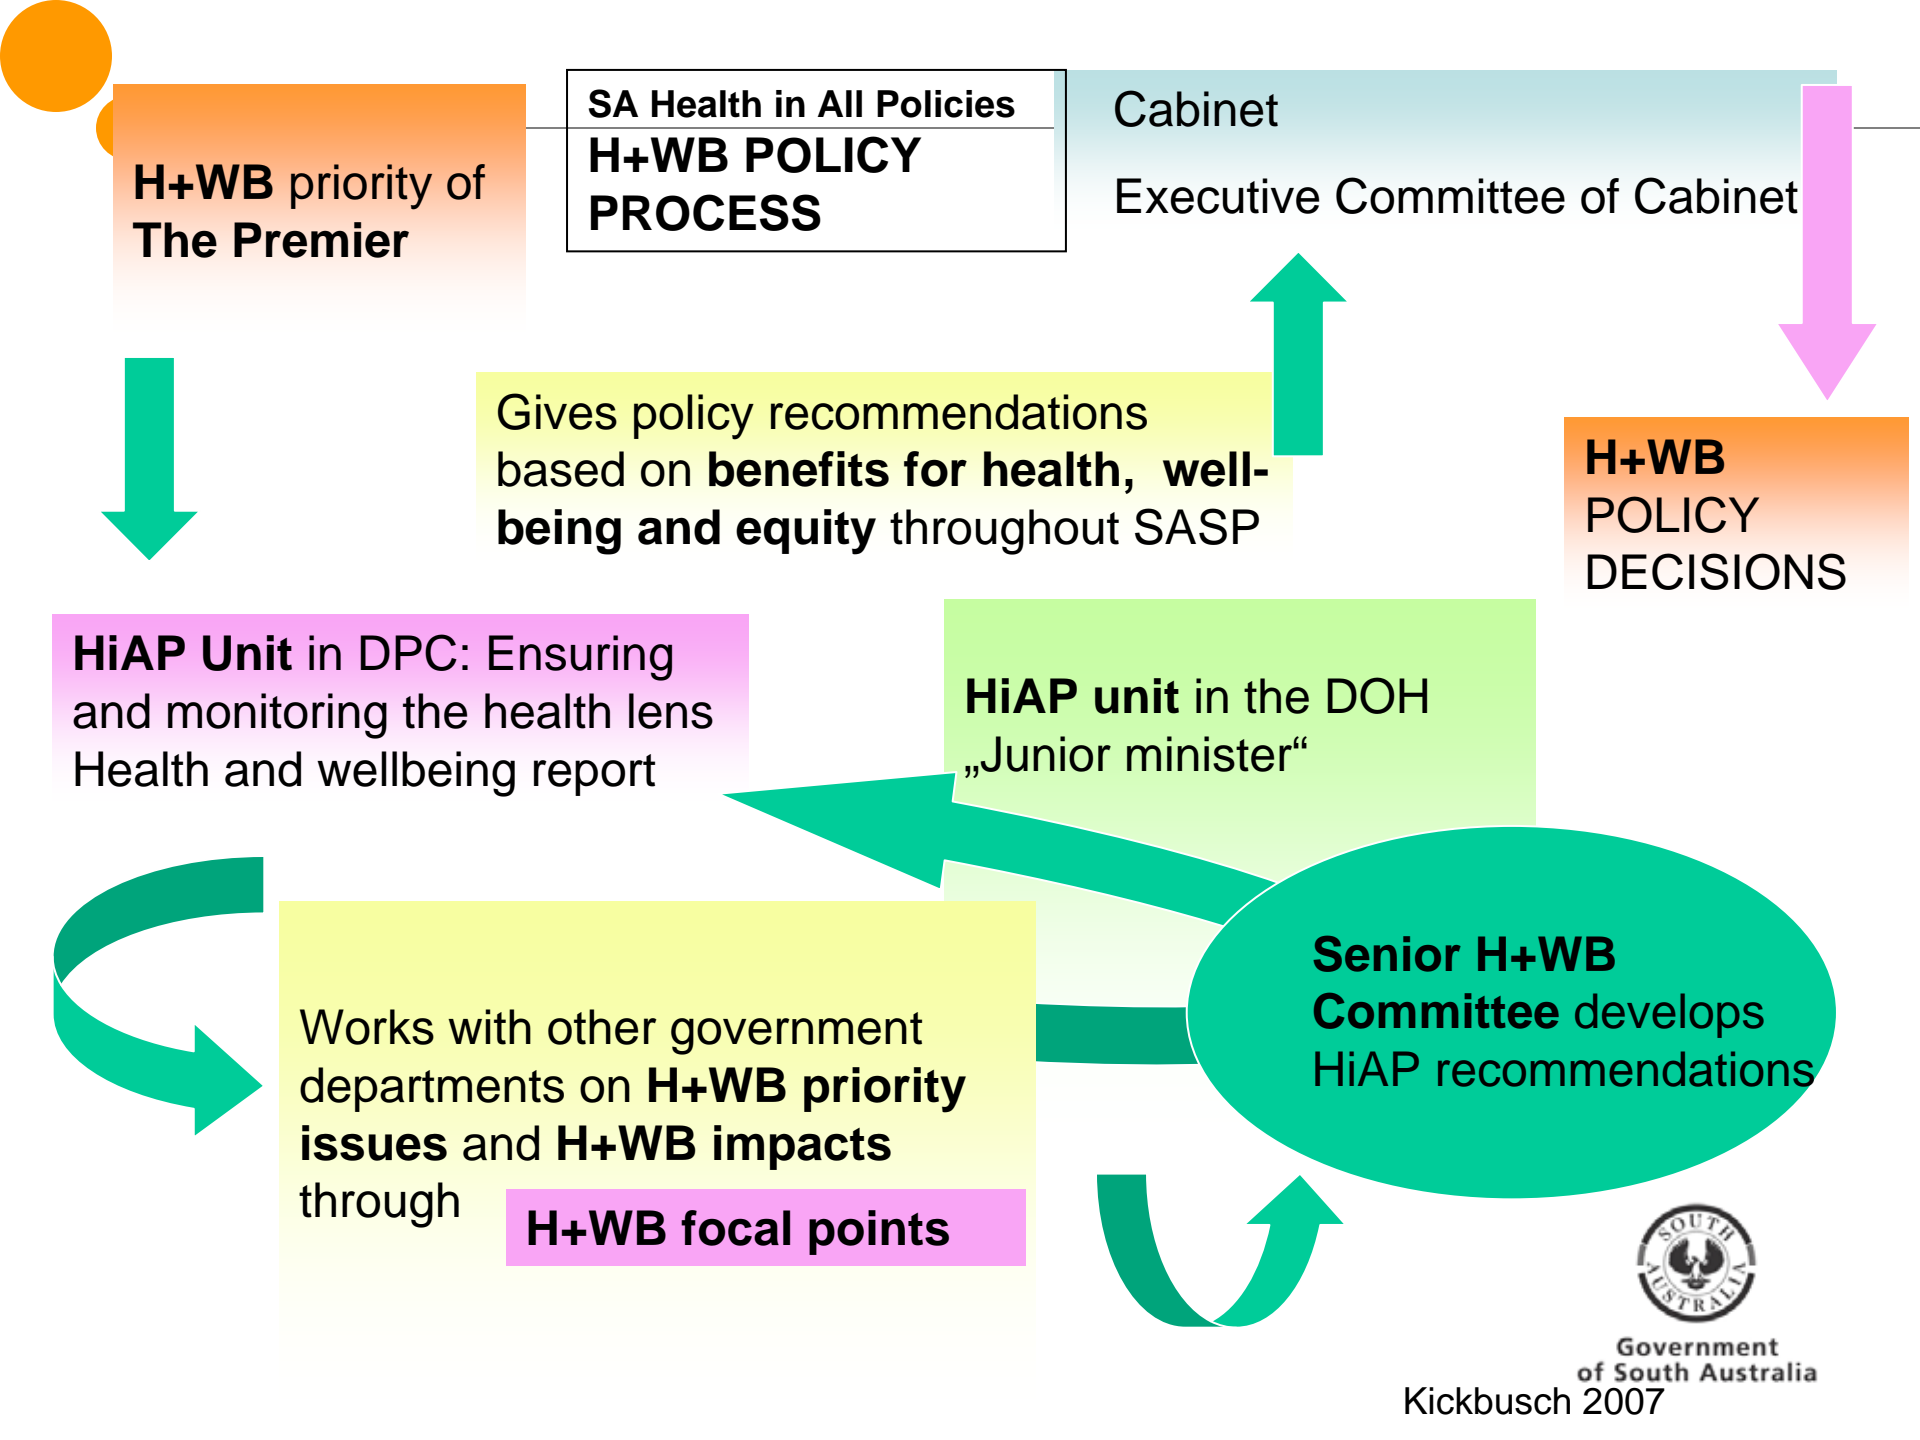 H+WB priority of
The Premier
SA Health in All Policies
H+WB POLICY
PROCESS
Cabinet
Executive Committee of Cabinet
Gives policy recommendations
based on benefits for health,  well-
being and equity throughout SASP
H+WB
POLICY
DECISIONS
HiAP Unit in DPC: Ensuring
and monitoring the health lens
Health and wellbeing report
HiAP unit in the DOH
„Junior minister“
Works with other government
departments on H+WB priority
issues and H+WB impacts
through
H+WB focal points
Senior H+WB
Committee develops
HiAP recommendations
SOUTH
AUSTRALIA
Government
of South Australia
Kickbusch 2007